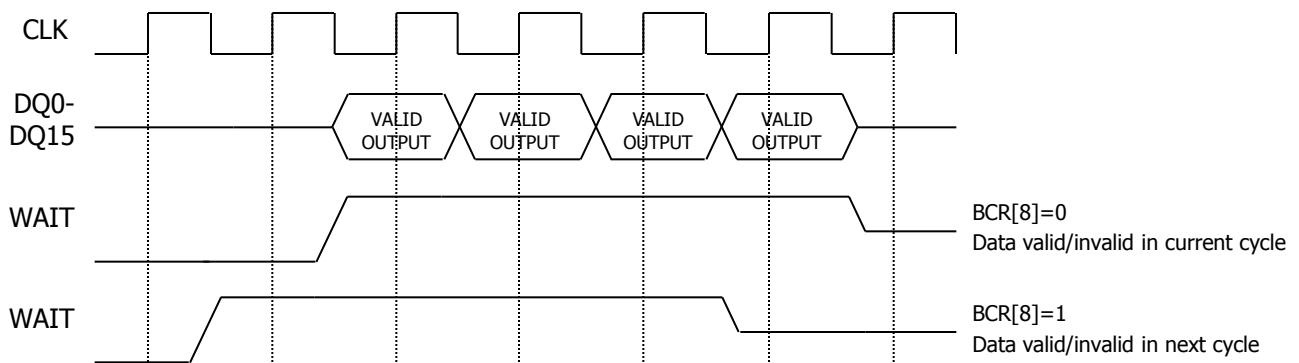 CLK
DQ0-
DQ15
VALID
OUTPUT
VALID
OUTPUT
VALID
OUTPUT
VALID
OUTPUT
WAIT
BCR[8]=0
Data valid/invalid in current cycle
WAIT
BCR[8]=1
Data valid/invalid in next cycle